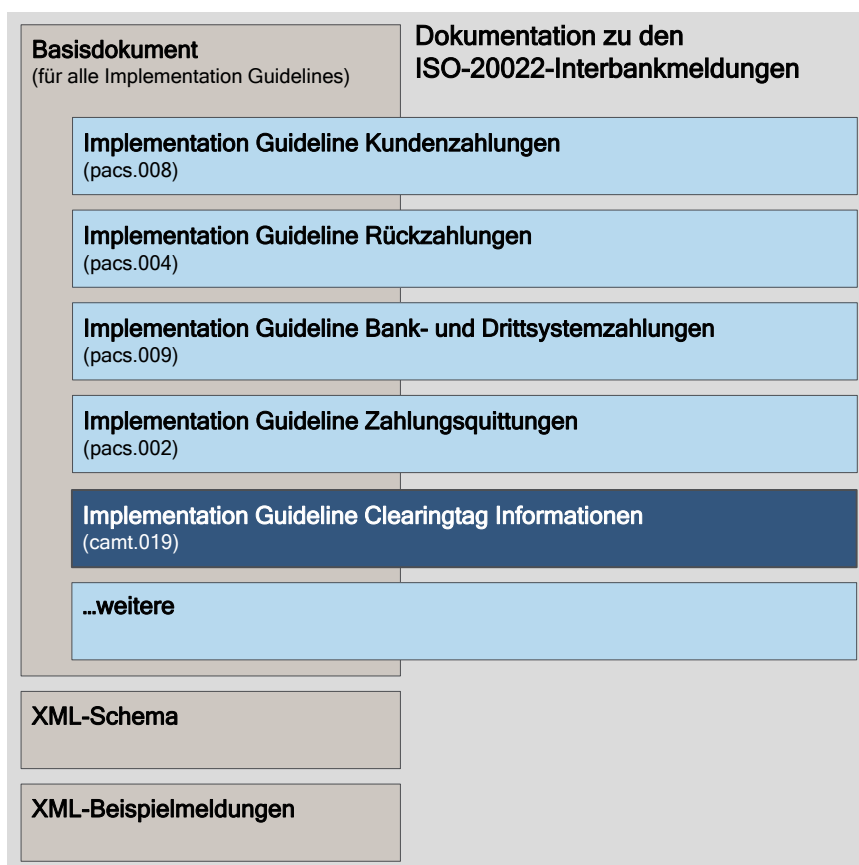 Basisdokument
(für alle Implementation Guidelines)
Dokumentation zu den
ISO-20022-Interbankmeldungen
Implementation Guideline Kundenzahlungen
(pacs.008)
Implementation Guideline Rückzahlungen
(pacs.004)
Implementation Guideline Bank- und Drittsystemzahlungen
(pacs.009)
Implementation Guideline Zahlungsquittungen
(pacs.002)
Implementation Guideline Clearingtag Informationen
(camt.019)
…weitere
XML-Schema
XML-Beispielmeldungen